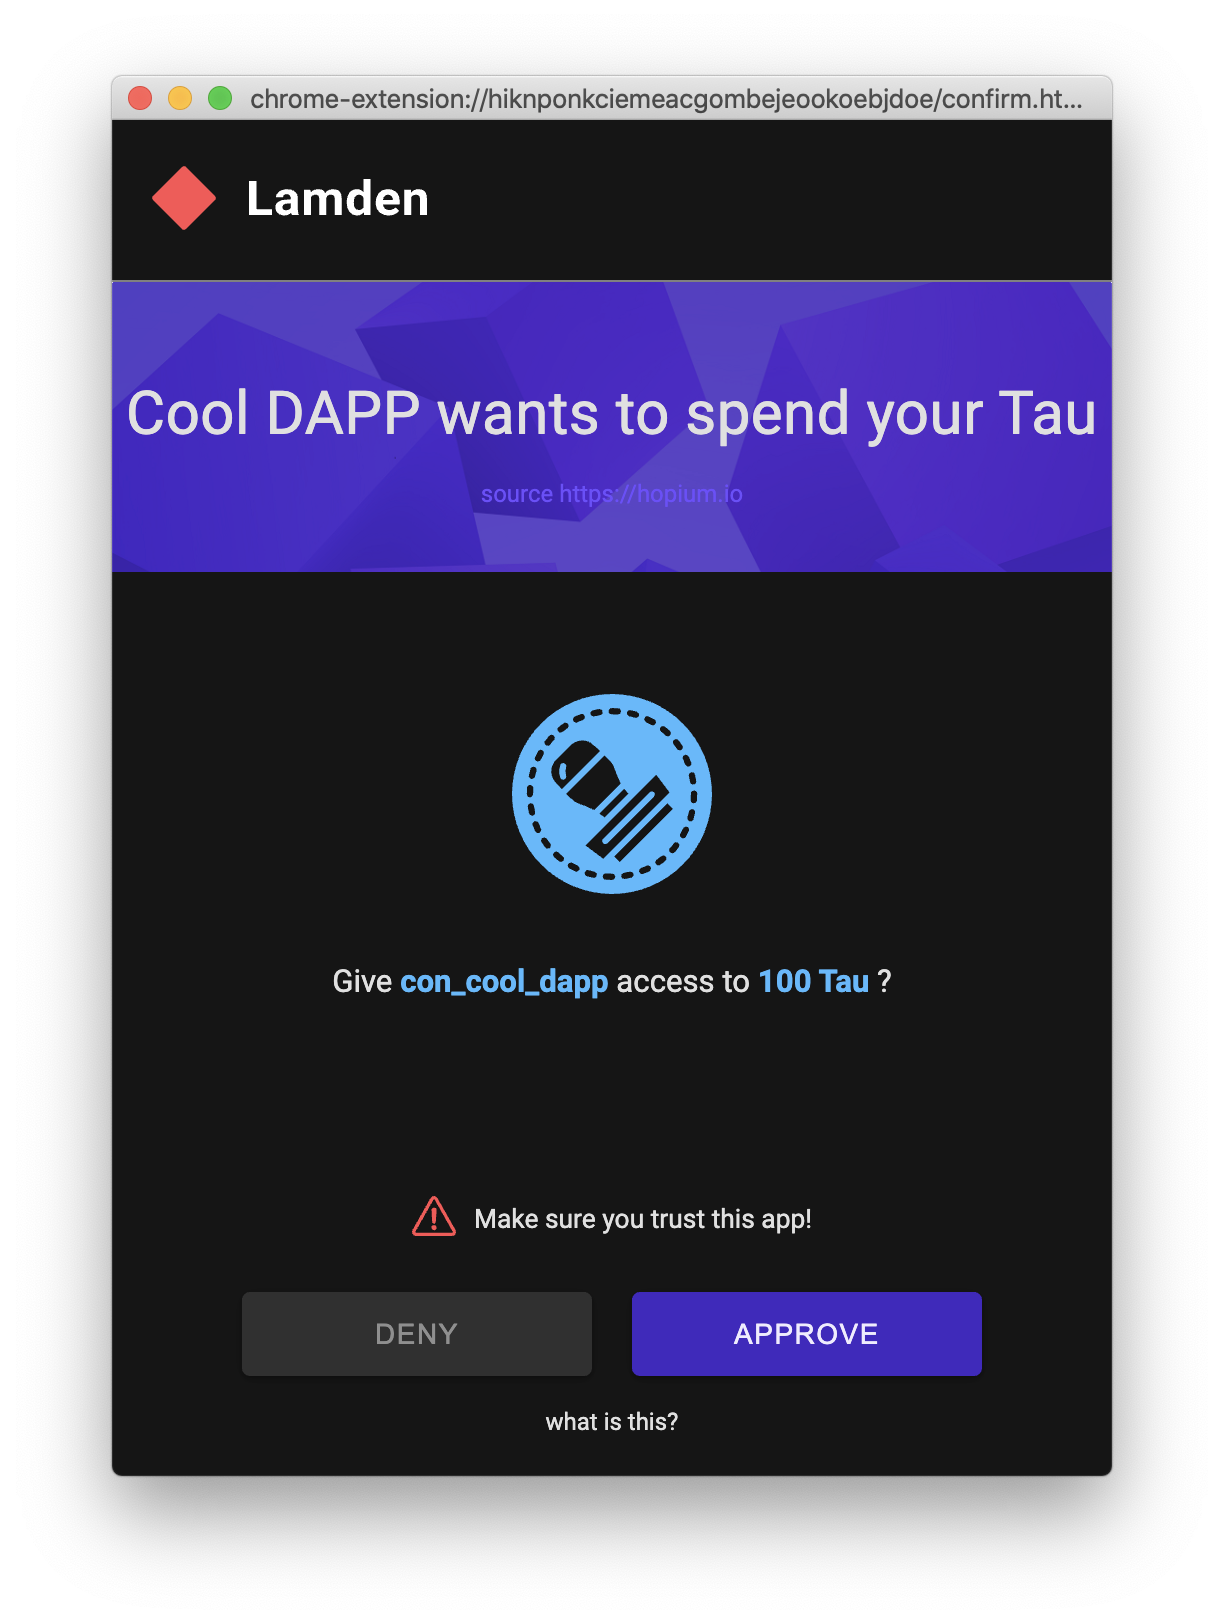 chrome-extension://hiknponkciemeacgombejeookoebjdoe/confirm.ht...
Lamden
Cool DAPP wants to spend your Tau
source https://hopium.io
Give con_cool_dapp access to 100 Tau ?
Make sure you trust this app!
DENY
APPROVE
what is this?